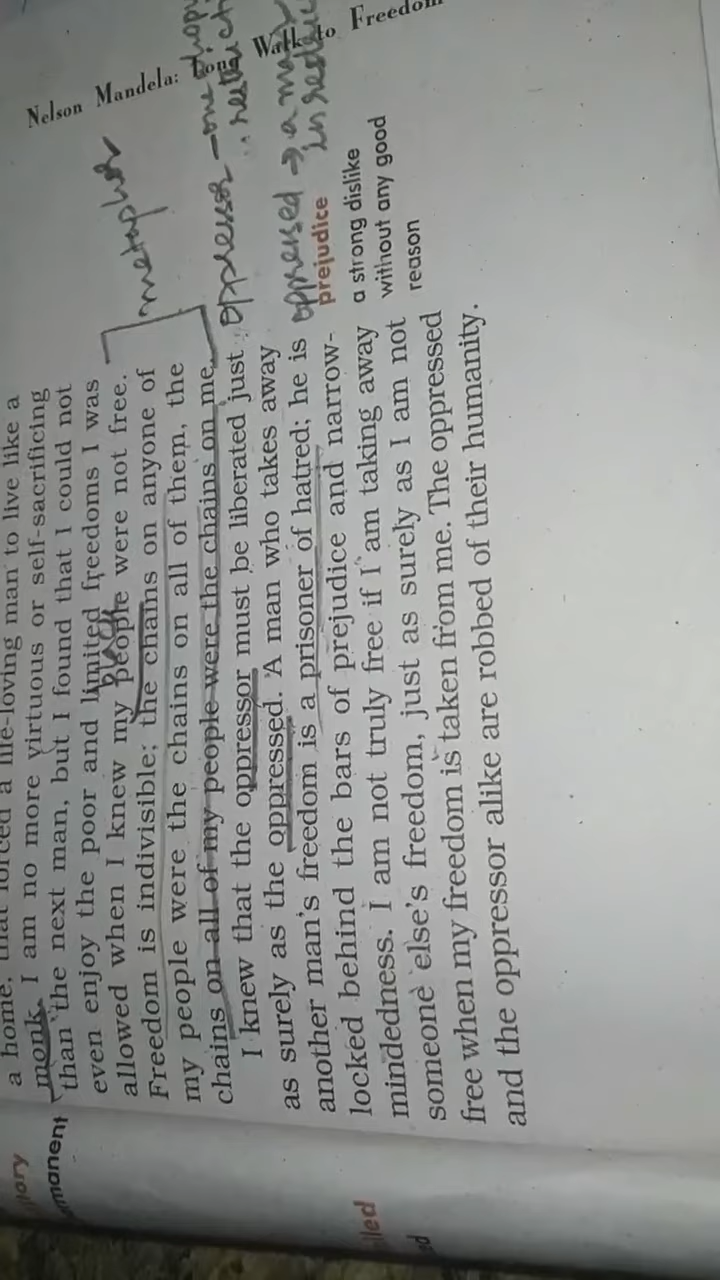 Nelson Mandela: Long Walk to Freedom
a home, that forced a life-loving man to live like a
monk. I am no more virtuous or self-sacrificing
than the next man, but I found that I could not
even enjoy the poor and limited freedoms I was
allowed when I knew my people were not free.
black
Freedom is indivisible; the chains on anyone of
my people were the chains on all of them, the
chains on all of my people were the chains on me.
I knew that the oppressor must be liberated just
as surely as the oppressed. A man who takes away
another man's freedom is a prisoner of hatred; he is
locked behind the bars of prejudice and narrow-
mindedness. I am not truly free if I am taking away
someone else's freedom, just as surely as I am not
free when my freedom is taken from me. The oppressed
and the oppressor alike are robbed of their humanity.
metaphor
oppressor — one
oppressed → a man
in
prejudice
a strong dislike
without any good
reason